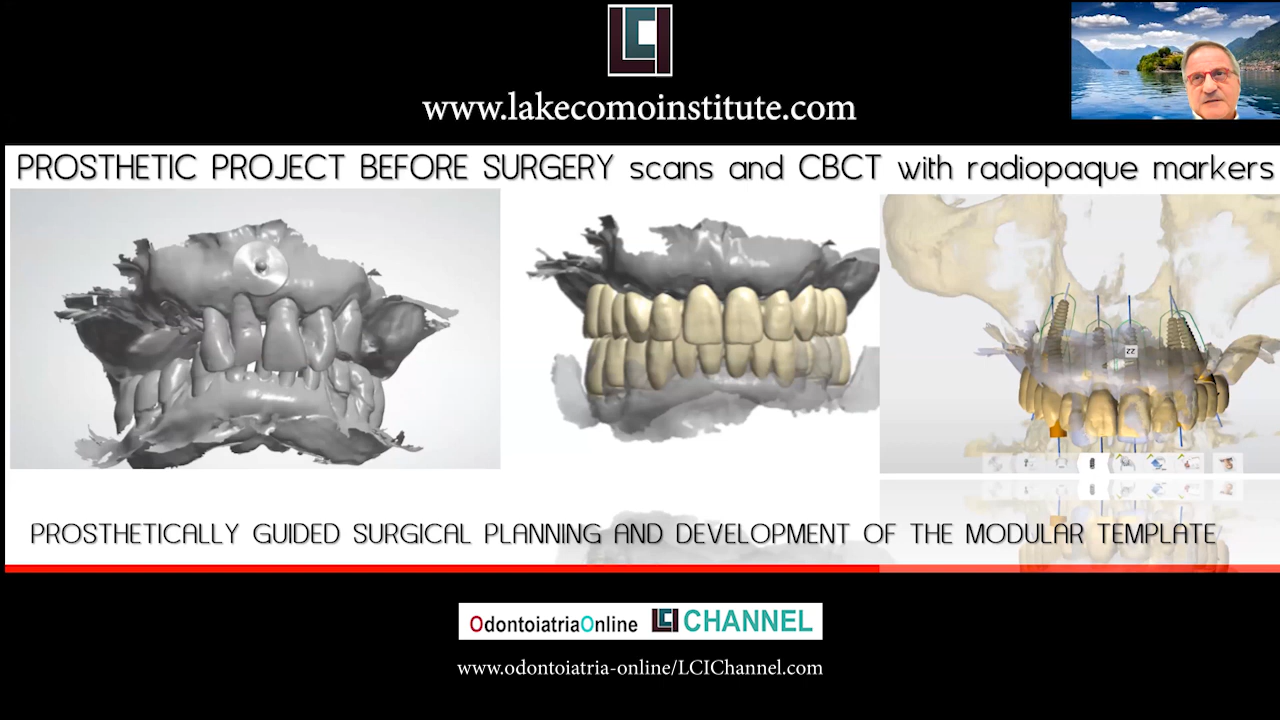 LCI
www.lakecomoinstitute.com
PROSTHETIC PROJECT BEFORE SURGERY scans and CBCT with radiopaque markers
22
PROSTHETICALLY GUIDED SURGICAL PLANNING AND DEVELOPMENT OF THE MODULAR TEMPLATE
OdontoiatriaOnline LCI CHANNEL
www.odontoiatria-online/LCIChannel.com